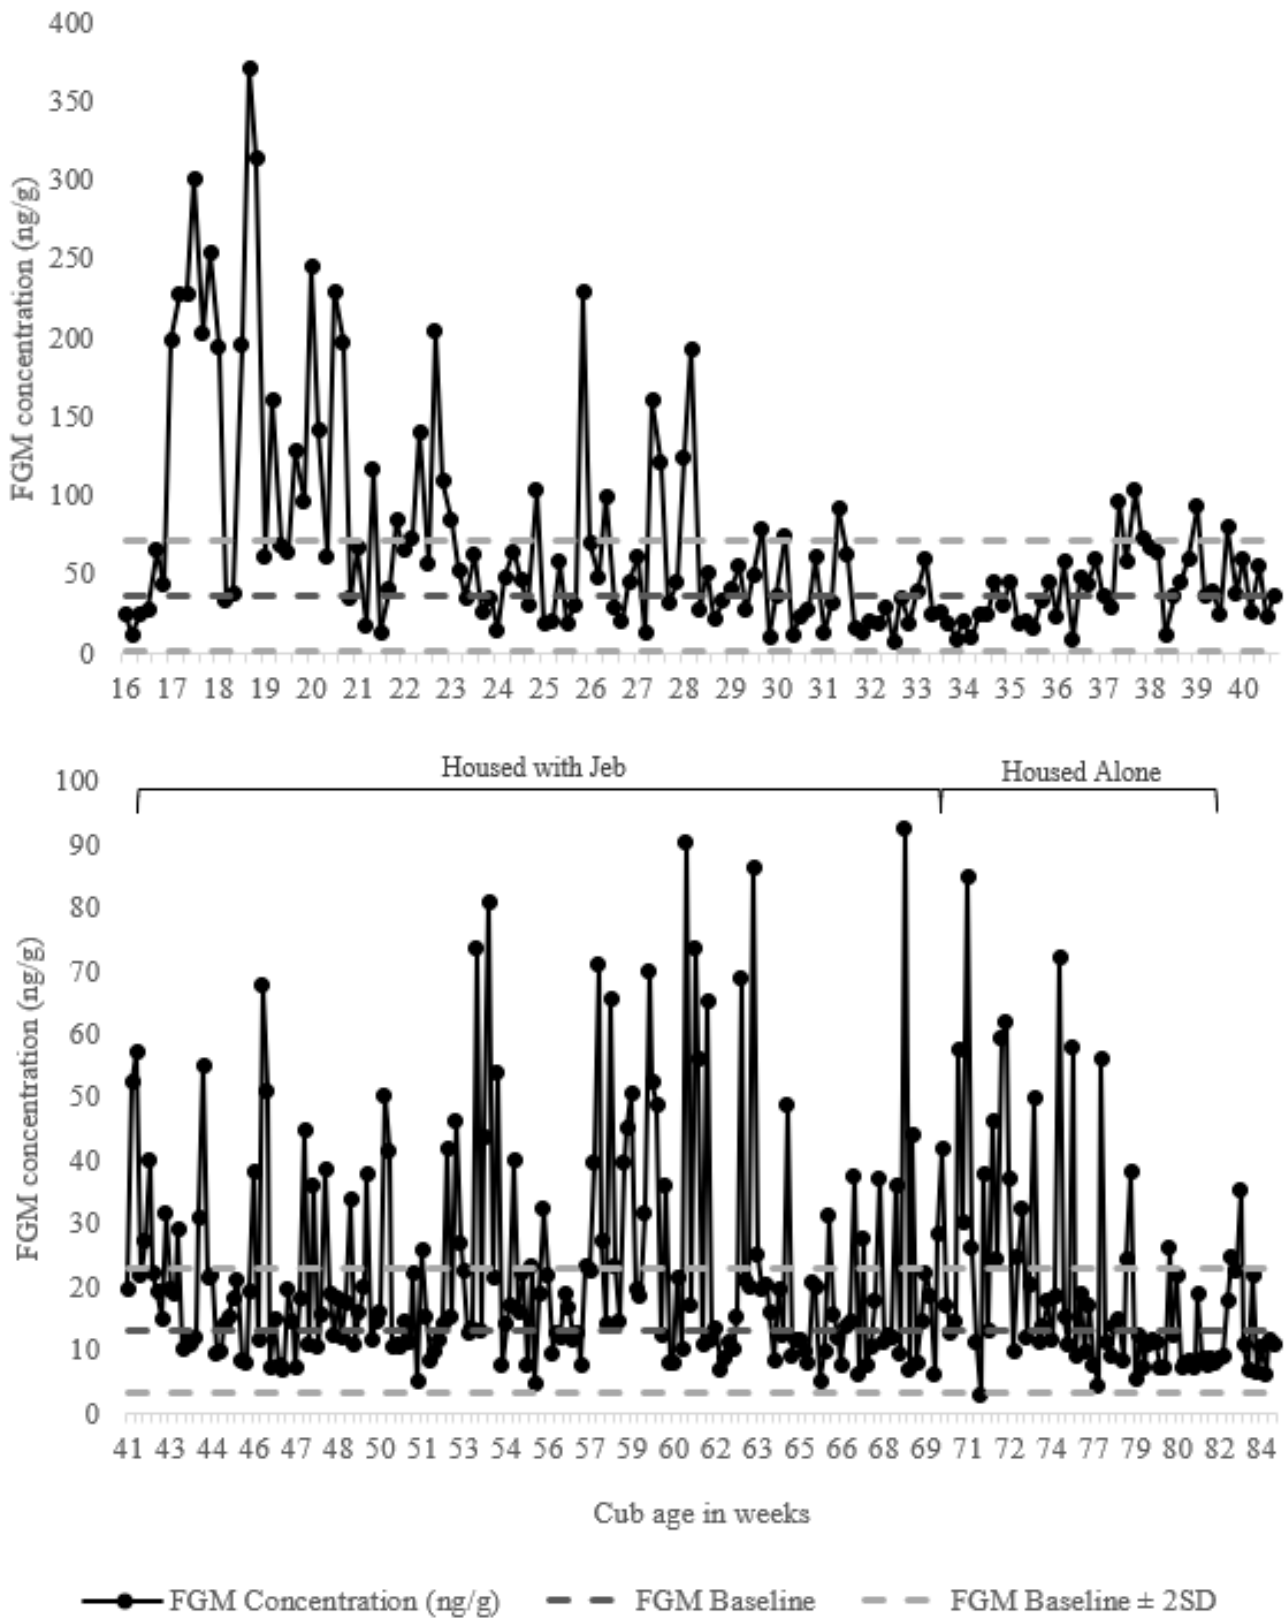 400
350
300
250
200
150
100
50
0
FGM concentration (ng/g)
16 17 18 19 20 21 22 23 24 25 26 27 28 29 30 31 32 33 34 35 36 37 38 39 40
Housed with Jeb
Housed Alone
100
90
80
70
60
50
40
30
20
10
0
FGM concentration (ng/g)
41 43 44 46 47 48 50 51 53 54 56 57 59 60 62 63 65 66 68 69 71 72 74 77 79 80 82 84
Cub age in weeks
FGM Concentration (ng/g) FGM Baseline FGM Baseline ± 2SD